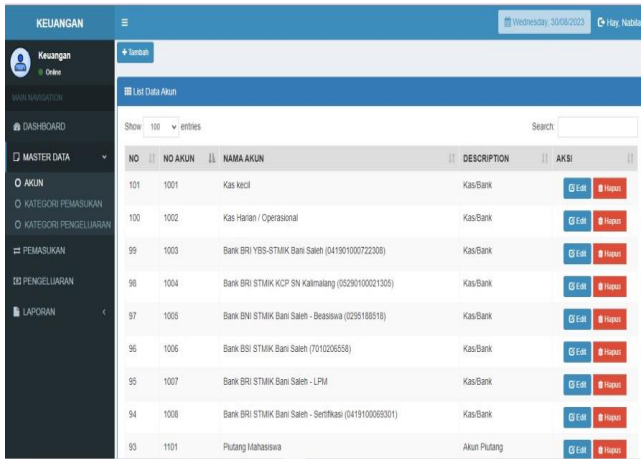 KEUANGAN
Wednesday, 30/08/2023 Hay, Nabila
Keuangan
Online
MAIN NAVIGATION
DASHBOARD
MASTER DATA
AKUN
KATEGORI PEMASUKAN
KATEGORI PENGELUARAN
PEMASUKAN
PENGELUARAN
LAPORAN
+ Tambah
List Data Akun
Show 100 entries Search:
NO NO AKUN NAMA AKUN DESCRIPTION AKSI
101 1001 Kas kecil Kas/Bank Edit Hapus
100 1002 Kas Harian / Operasional Kas/Bank Edit Hapus
99 1003 Bank BRI YBS-STMIK Bani Saleh (041901000722308) Kas/Bank Edit Hapus
98 1004 Bank BRI STMIK KCP SN Kalimalang (05290100021305) Kas/Bank Edit Hapus
97 1005 Bank BNI STMIK Bani Saleh - Beasiswa (0295188518) Kas/Bank Edit Hapus
96 1006 Bank BSI STMIK Bani Saleh (7010206558) Kas/Bank Edit Hapus
95 1007 Bank BRI STMIK Bani Saleh - LPM Kas/Bank Edit Hapus
94 1008 Bank BRI STMIK Bani Saleh - Sertifikasi (0419100069301) Kas/Bank Edit Hapus
93 1101 Piutang Mahasiswa Akun Piutang Edit Hapus